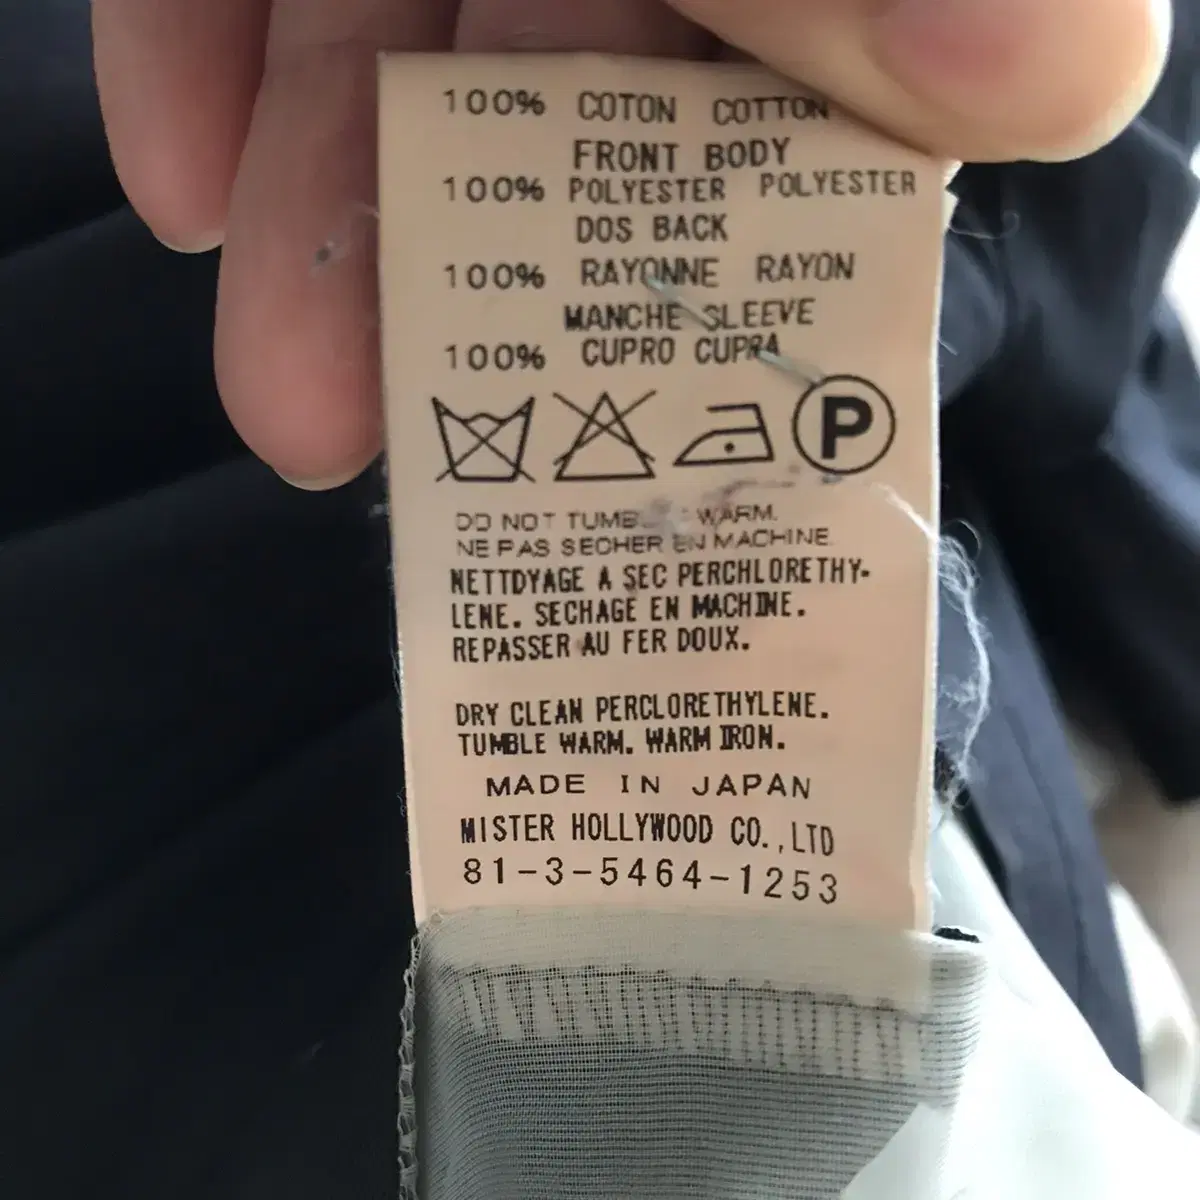 100% COTON COTTON
FRONT BODY
100% POLYESTER POLYESTER
DOS BACK
100% RAYONNE RAYON
MANCHE SLEEVE
100% CUPRO CUPRA
P
DO NOT WARM.
NE PAS SECHER EN MACHINE.
NETTOYAGE A SEC PERCHLORETHY-
LENE. SECHAGE EN MACHINE.
REPASSER AU FER DOUX.
DRY CLEAN PERCLORETHYLENE.
TUMBLE WARM. WARM IRON.
MADE IN JAPAN
MISTER HOLLYWOOD CO.,LTD
81-3-5464-1253